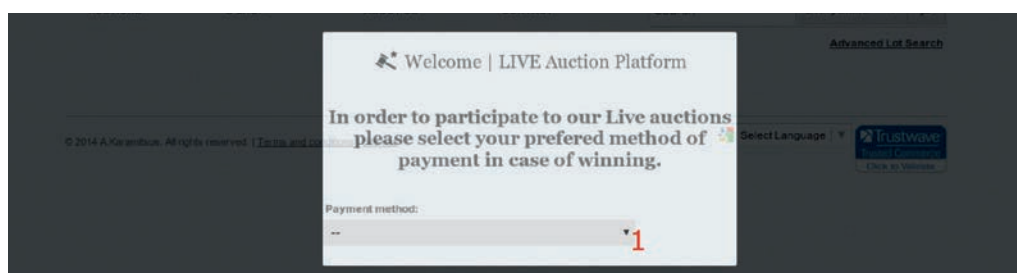 Advanced Lot Search
Welcome | LIVE Auction Platform
In order to participate to our Live auctions
please select your prefered method of
payment in case of winning.
© 2014 A.Karamitsos. All rights reserved. | Terms and
Select Language ▼
Trustwave
Trusted Commerce
Click to Validate
Payment method:
--
1